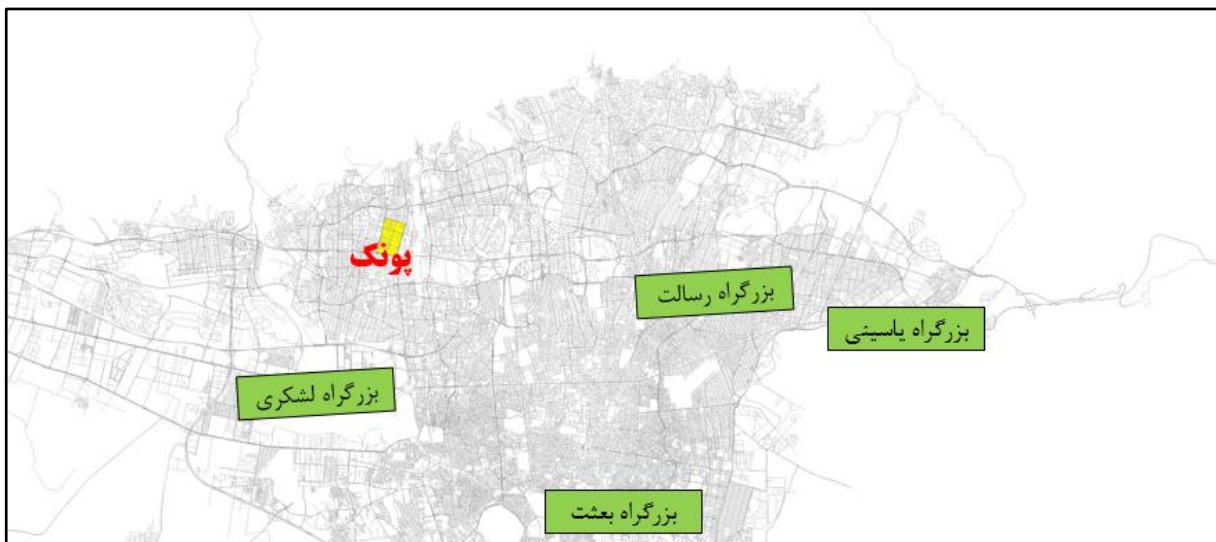 پونک
بزرگراه رسالت
بزرگراه یاسینی
بزرگراه لشکری
بزرگراه بعثت